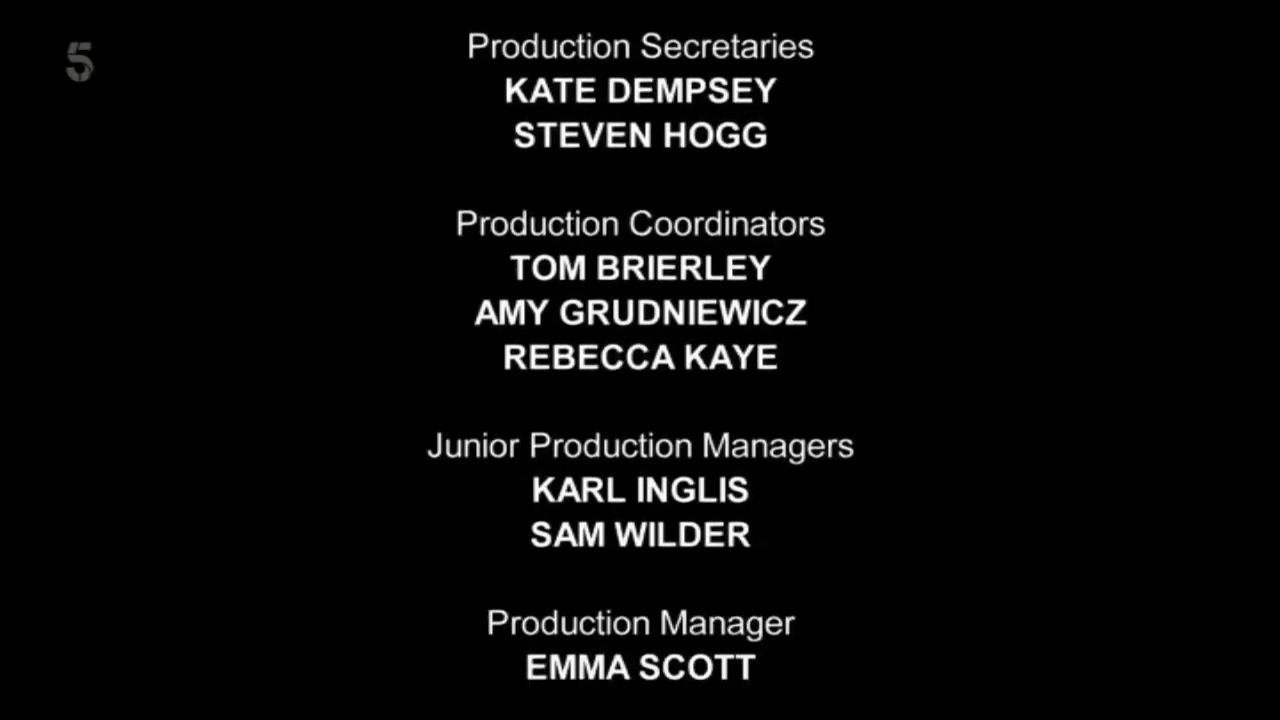 5
Production Secretaries
KATE DEMPSEY
STEVEN HOGG
Production Coordinators
TOM BRIERLEY
AMY GRUDNIEWICZ
REBECCA KAYE
Junior Production Managers
KARL INGLIS
SAM WILDER
Production Manager
EMMA SCOTT